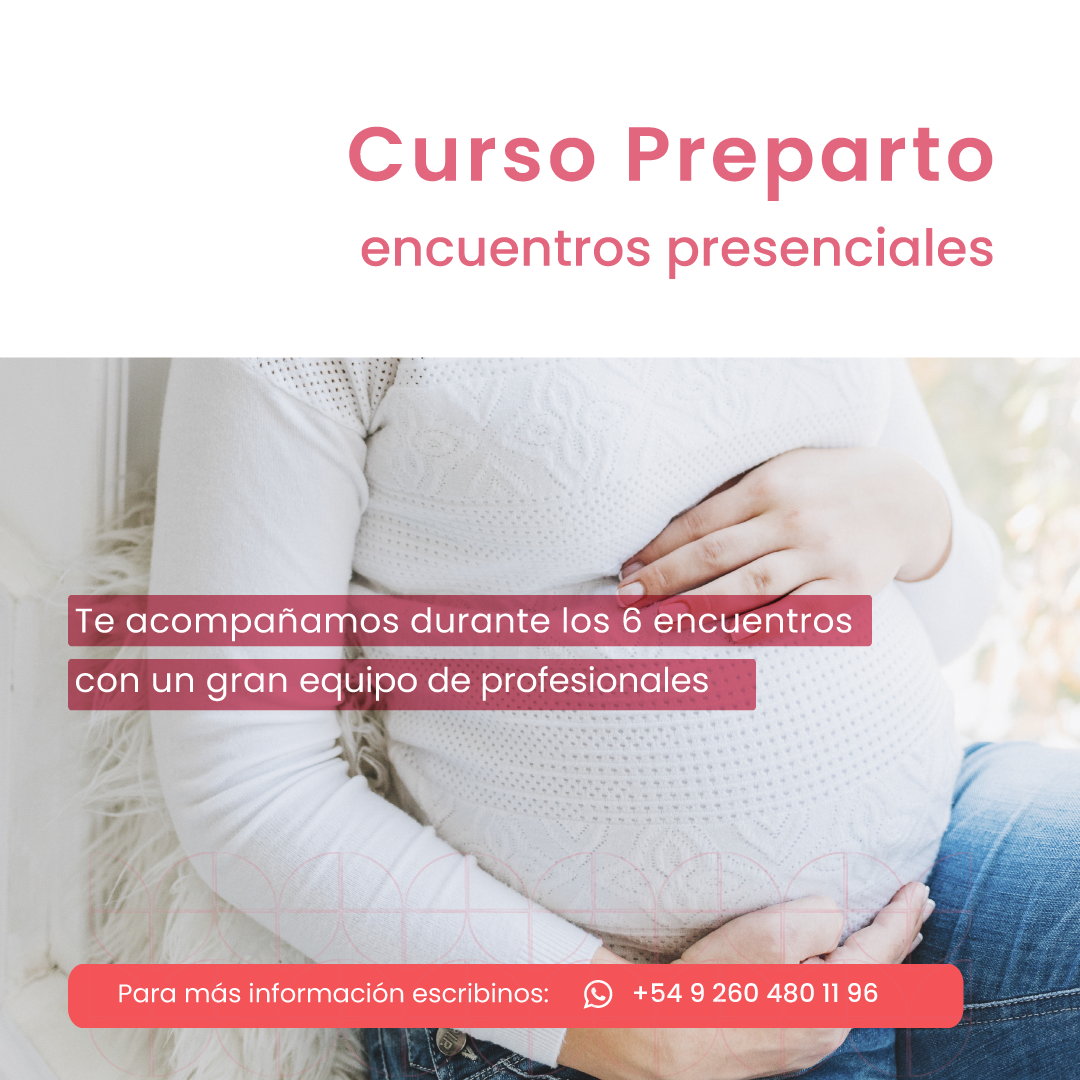 Curso Preparto
encuentros presenciales
Te acompañamos durante los 6 encuentros
con un gran equipo de profesionales
Para más información escribinos: +54 9 260 480 11 96